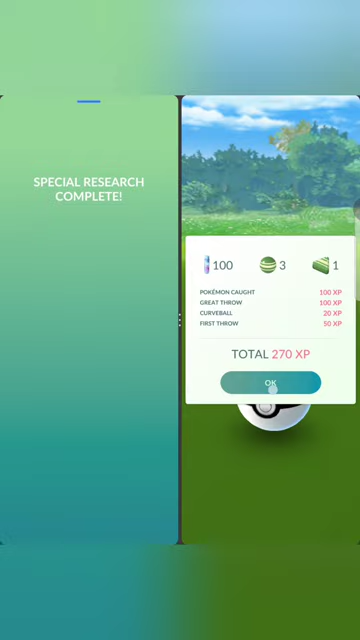 SPECIAL RESEARCH
COMPLETE!
100
3
1
POKÉMON CAUGHT 100 XP
GREAT THROW 100 XP
CURVEBALL 20 XP
FIRST THROW 50 XP
TOTAL 270 XP
OK